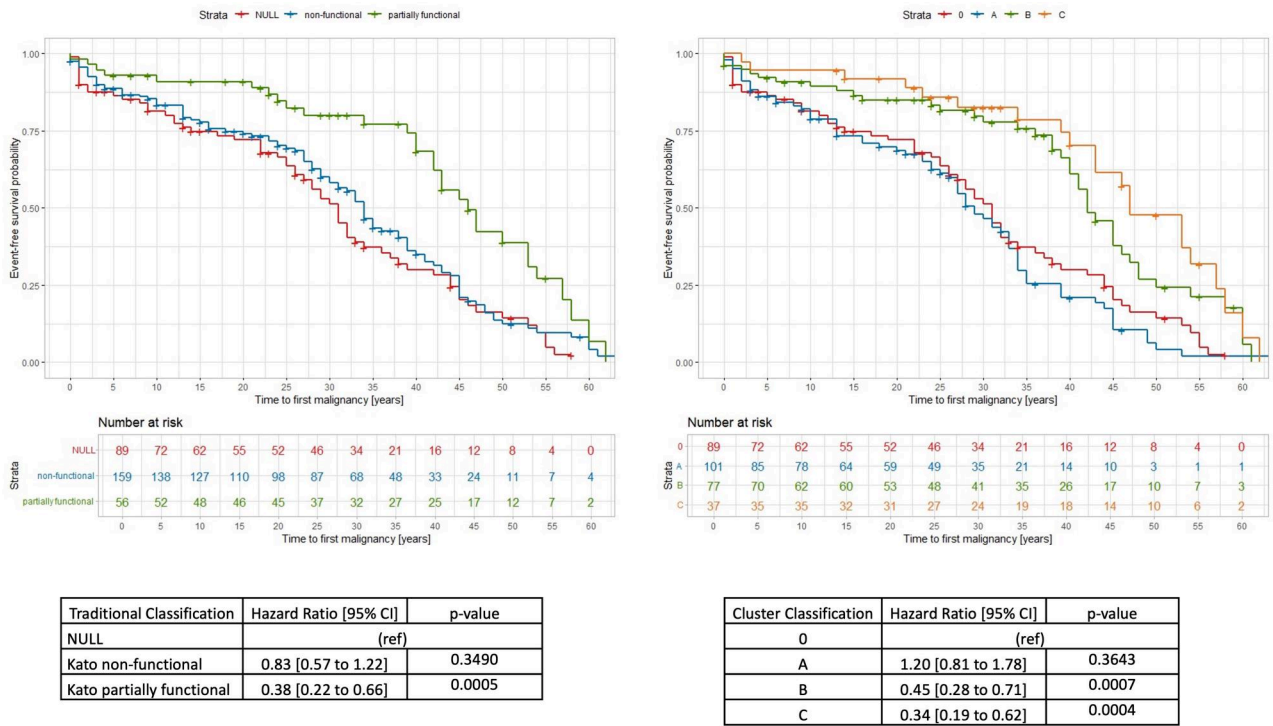 Strata NULL non-functional partially functional
1.00
0.75
0.50
0.25
0.00
Event-free survival probability
0 5 10 15 20 25 30 35 40 45 50 55 60
Time to first malignancy [years]
Number at risk
Strata
NULL 89 72 62 55 52 46 34 21 16 12 8 4 0
non-functional 159 138 127 110 98 87 68 48 33 24 11 7 4
partially functional 56 52 48 46 45 37 32 27 25 17 12 7 2
0 5 10 15 20 25 30 35 40 45 50 55 60
Time to first malignancy [years]
Traditional Classification Hazard Ratio [95% CI] p-value
NULL (ref)
Kato non-functional 0.83 [0.57 to 1.22] 0.3490
Kato partially functional 0.38 [0.22 to 0.66] 0.0005
Strata 0 A B C
1.00
0.75
0.50
0.25
0.00
Event-free survival probability
0 5 10 15 20 25 30 35 40 45 50 55 60
Time to first malignancy [years]
Number at risk
Strata
0 89 72 62 55 52 46 34 21 16 12 8 4 0
A 101 85 78 64 59 49 35 21 14 10 3 1 1
B 77 70 62 60 53 48 41 35 26 17 10 7 3
C 37 35 35 32 31 27 24 19 18 14 10 6 2
0 5 10 15 20 25 30 35 40 45 50 55 60
Time to first malignancy [years]
Cluster Classification Hazard Ratio [95% CI] p-value
0 (ref)
A 1.20 [0.81 to 1.78] 0.3643
B 0.45 [0.28 to 0.71] 0.0007
C 0.34 [0.19 to 0.62] 0.0004